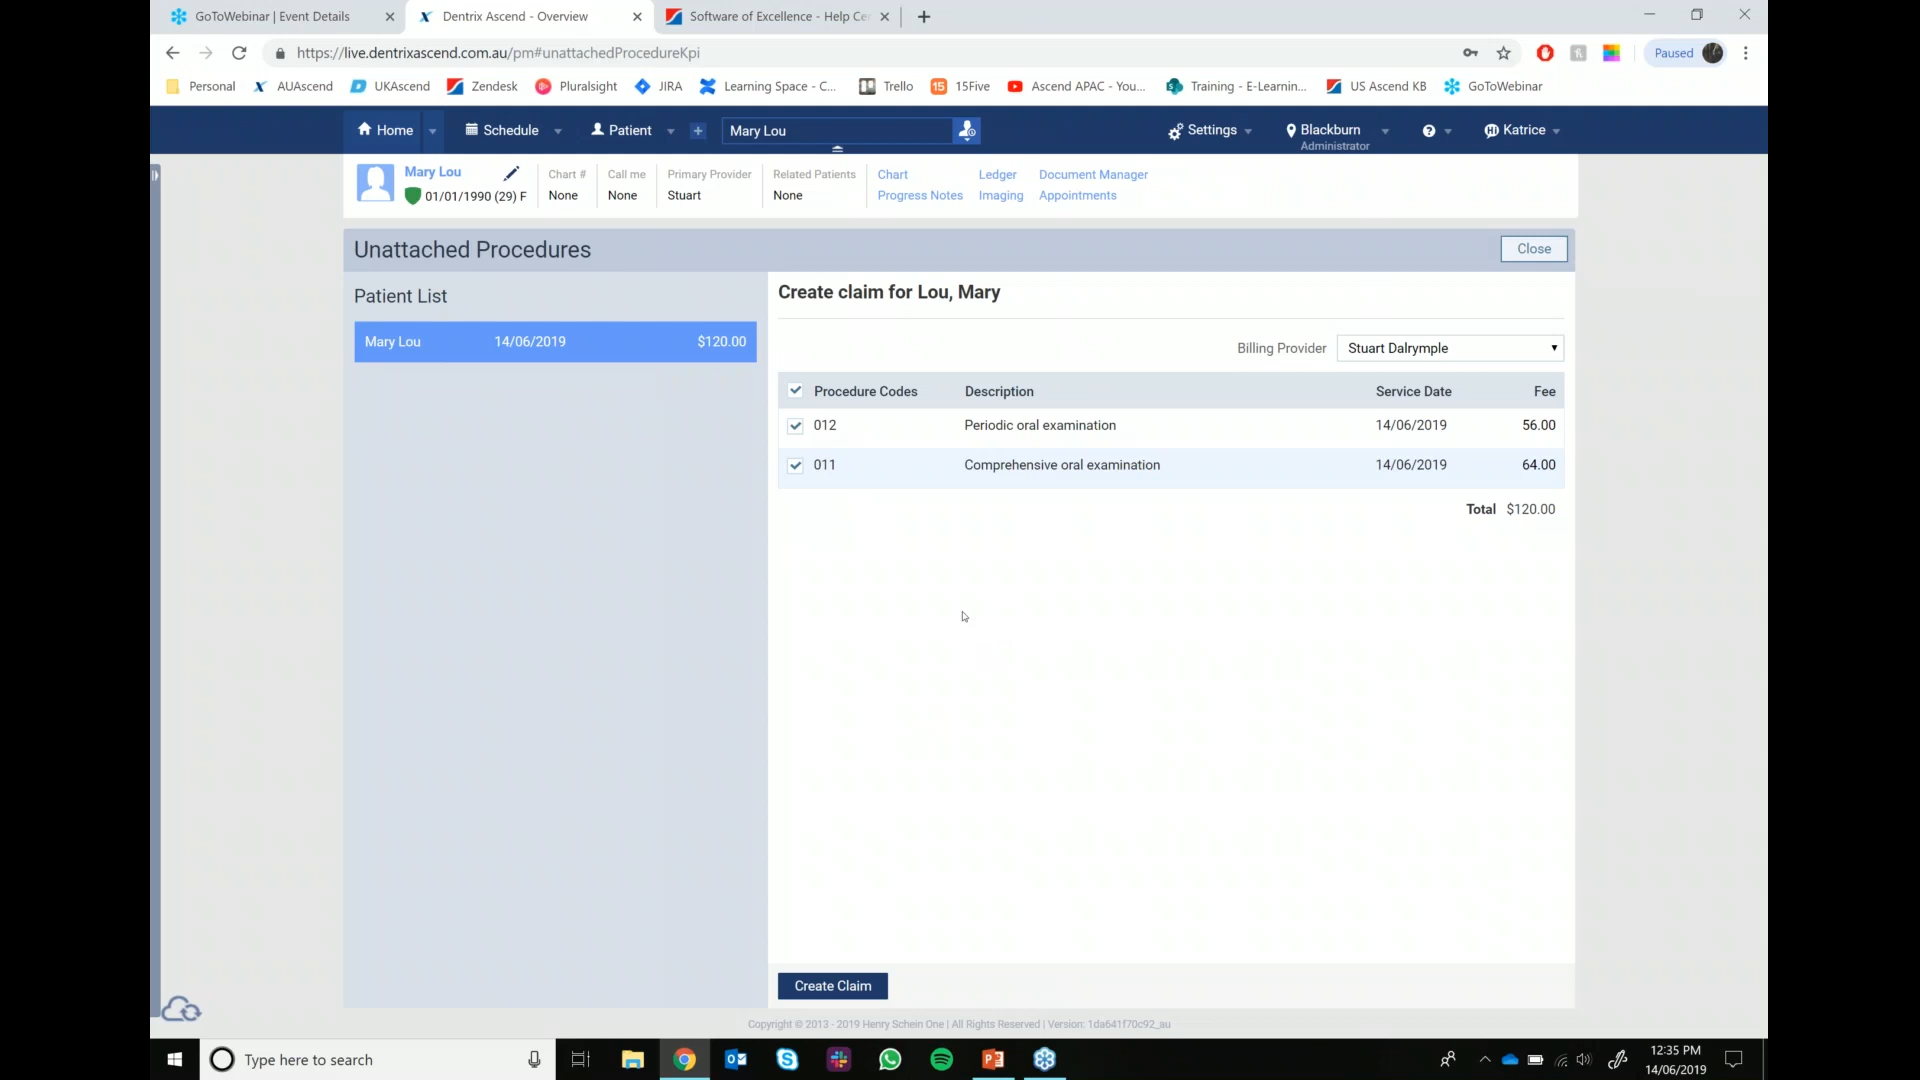 GoToWebinar | Event Details
Dentrix Ascend - Overview
Software of Excellence - Help Ce
https://live.dentrixascend.com.au/pm#unattachedProcedureKpi
Paused
Personal
AUAscend
UKAscend
Zendesk
Pluralsight
JIRA
Learning Space - C...
Trello
15 15Five
Ascend APAC - You...
Training - E-Learnin...
US Ascend KB
GoToWebinar
Home
Schedule
Patient
+
Mary Lou
Settings
Blackburn
Administrator
?
Katrice
Mary Lou
01/01/1990 (29) F
Chart #
None
Call me
None
Primary Provider
Stuart
Related Patients
None
Chart
Ledger
Document Manager
Progress Notes
Imaging
Appointments
Unattached Procedures
Close
Patient List
Mary Lou 14/06/2019 $120.00
Create claim for Lou, Mary
Billing Provider Stuart Dalrymple
Procedure Codes Description Service Date Fee
012 Periodic oral examination 14/06/2019 56.00
011 Comprehensive oral examination 14/06/2019 64.00
Total $120.00
Create Claim
Copyright © 2013 - 2019 Henry Schein One | All Rights Reserved | Version: 1da641f70c92_au
Type here to search
12:35 PM
14/06/2019